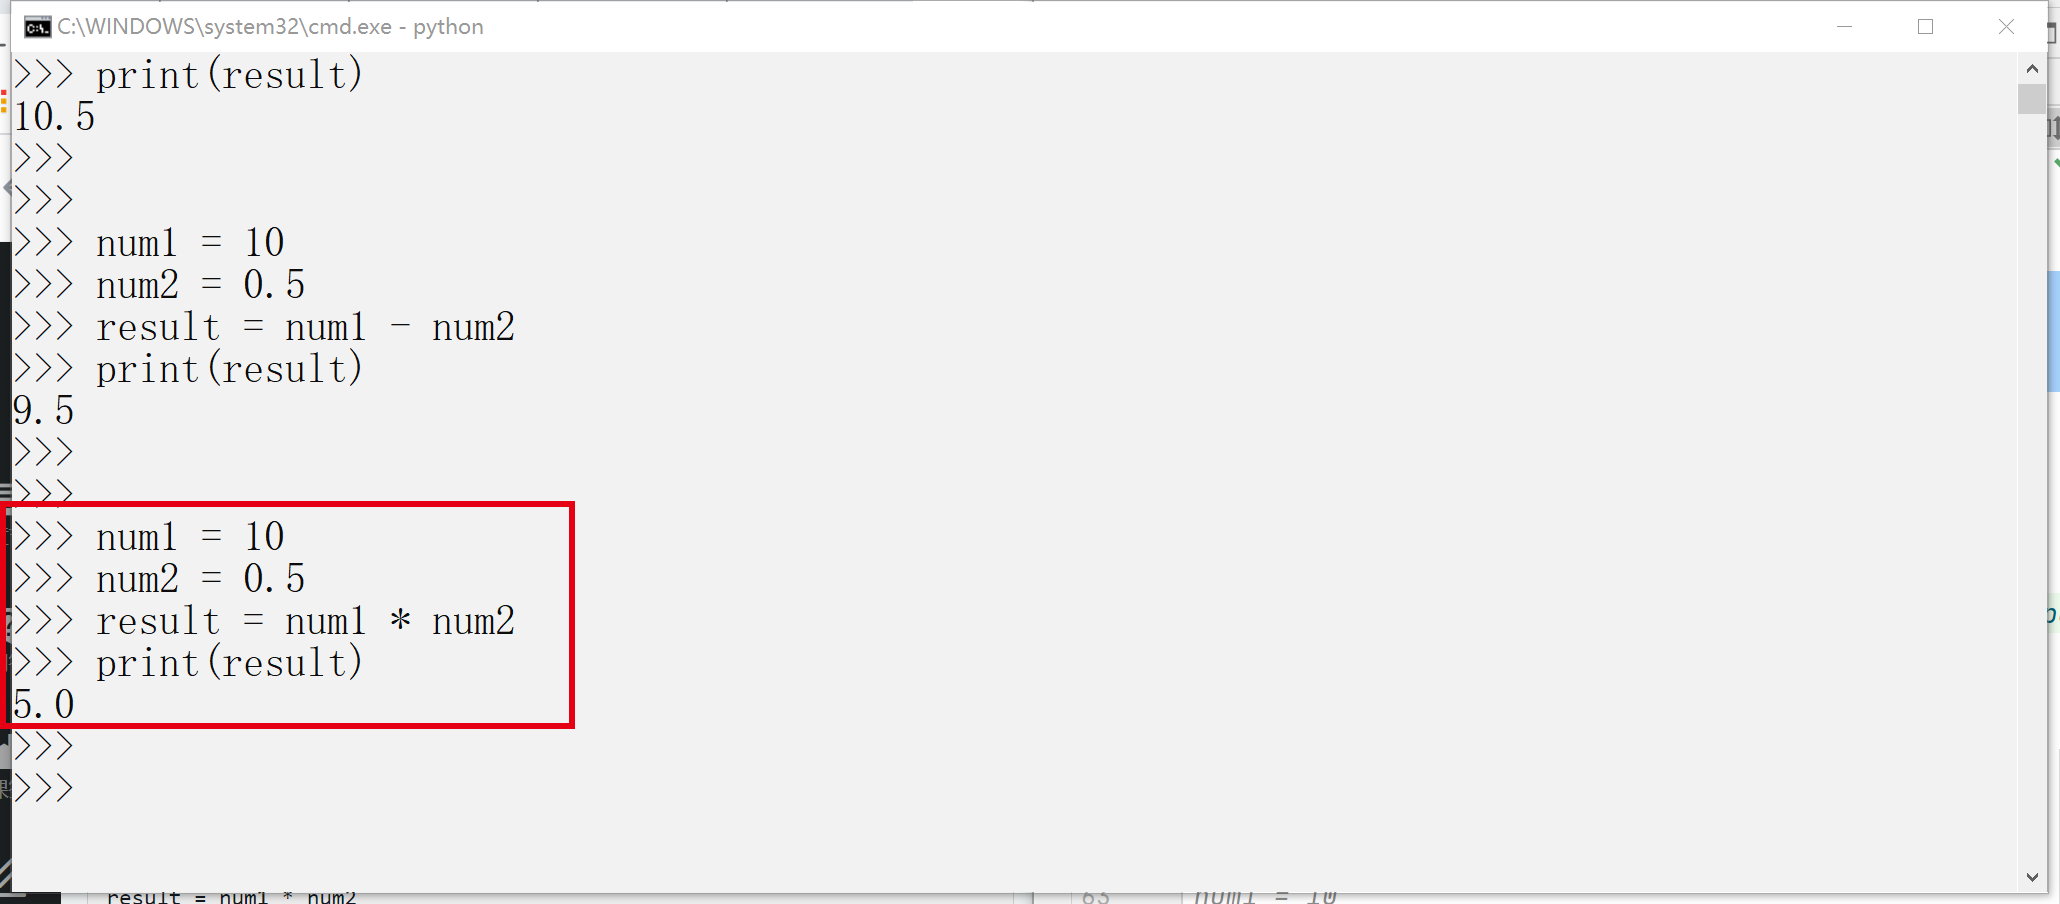 C:\WINDOWS\system32\cmd.exe - python
>>> print(result)
10.5
>>>
>>>
>>> num1 = 10
>>> num2 = 0.5
>>> result = num1 - num2
>>> print(result)
9.5
>>>
>>>
>>> num1 = 10
>>> num2 = 0.5
>>> result = num1 * num2
>>> print(result)
5.0
>>>
>>>
result = num1 * num2
63 num1 = 10